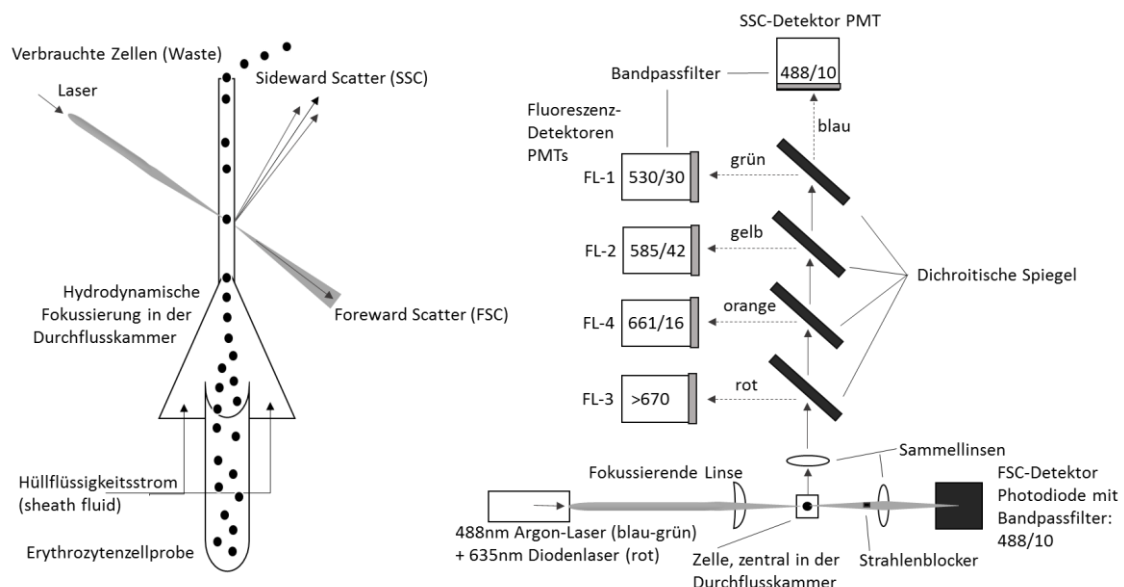 Verbrauchte Zellen (Waste)
Laser
Sideward Scatter (SSC)
Hydrodynamische
Fokussierung in der
Durchflusskammer
Foreward Scatter (FSC)
Hüllflüssigkeitsstrom
(sheath fluid)
Erythrozytenzellprobe
SSC-Detektor PMT
Bandpassfilter
488/10
Fluoreszenz-
Detektoren
PMTs
blau
FL-1
530/30
grün
FL-2
585/42
gelb
Dichroitische Spiegel
FL-4
661/16
orange
FL-3
>670
rot
Sammellinsen
Fokussierende Linse
FSC-Detektor
Photodiode mit
Bandpassfilter:
488/10
488nm Argon-Laser (blau-grün)
+ 635nm Diodenlaser (rot)
Zelle, zentral in der
Durchflusskammer
Strahlenblocker